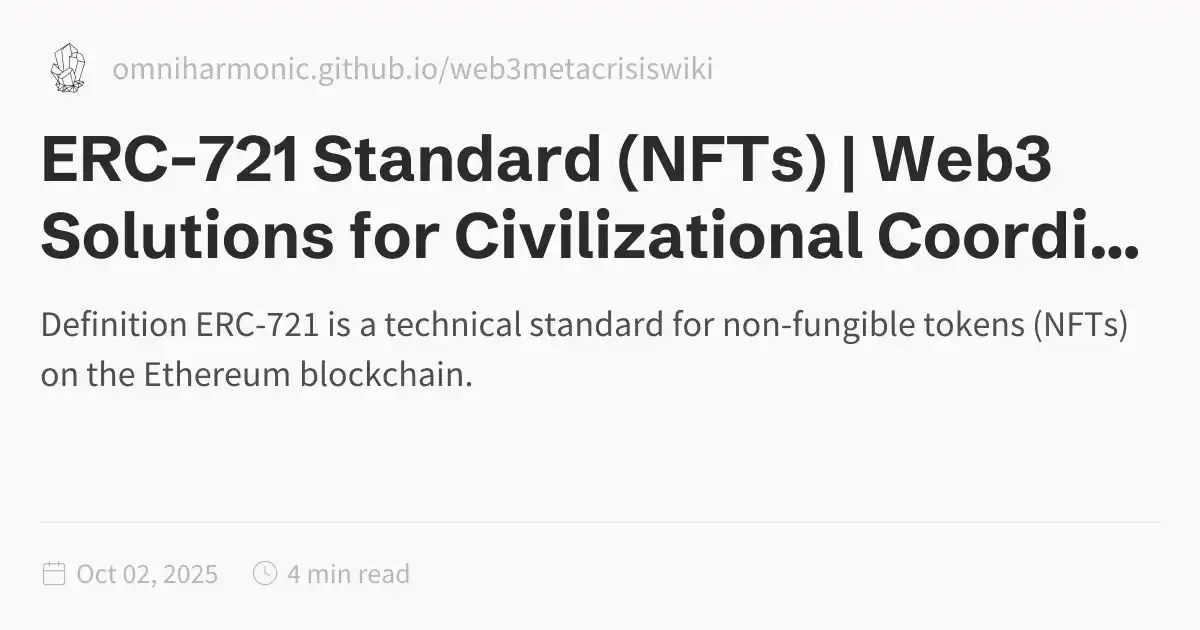 omniharmonic.github.io/web3metacrisiswiki
ERC-721 Standard (NFTs) | Web3
Solutions for Civilizational Coordi...
Definition ERC-721 is a technical standard for non-fungible tokens (NFTs)
on the Ethereum blockchain.
Oct 02, 2025 4 min read